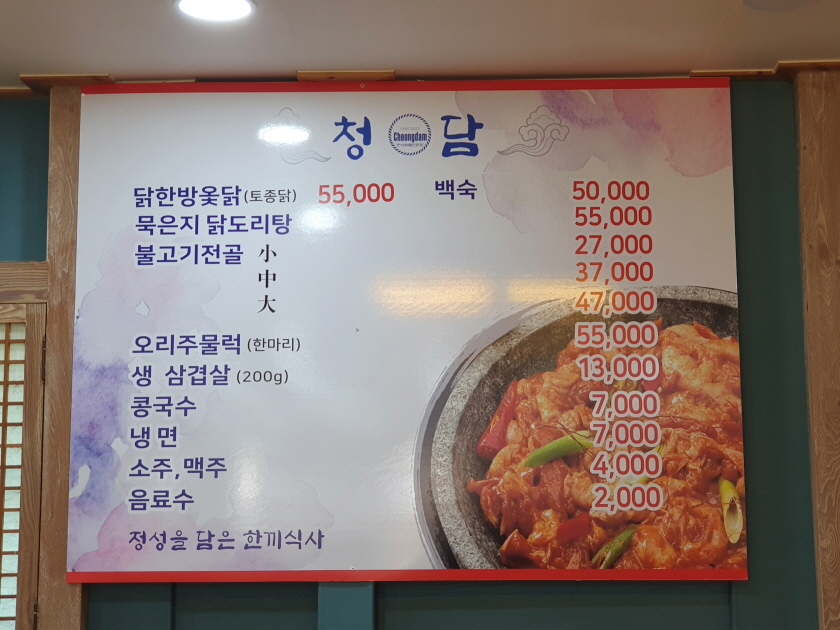 청 Cheongdam 담
닭한방옻닭(토종닭) 55,000 백숙 50,000
묵은지 닭도리탕 55,000
불고기전골 小 27,000
中 37,000
大 47,000
오리주물럭 (한마리) 55,000
생 삼겹살 (200g) 13,000
콩국수 7,000
냉면 7,000
소주, 맥주 4,000
음료수 2,000
정성을 담은 한끼식사